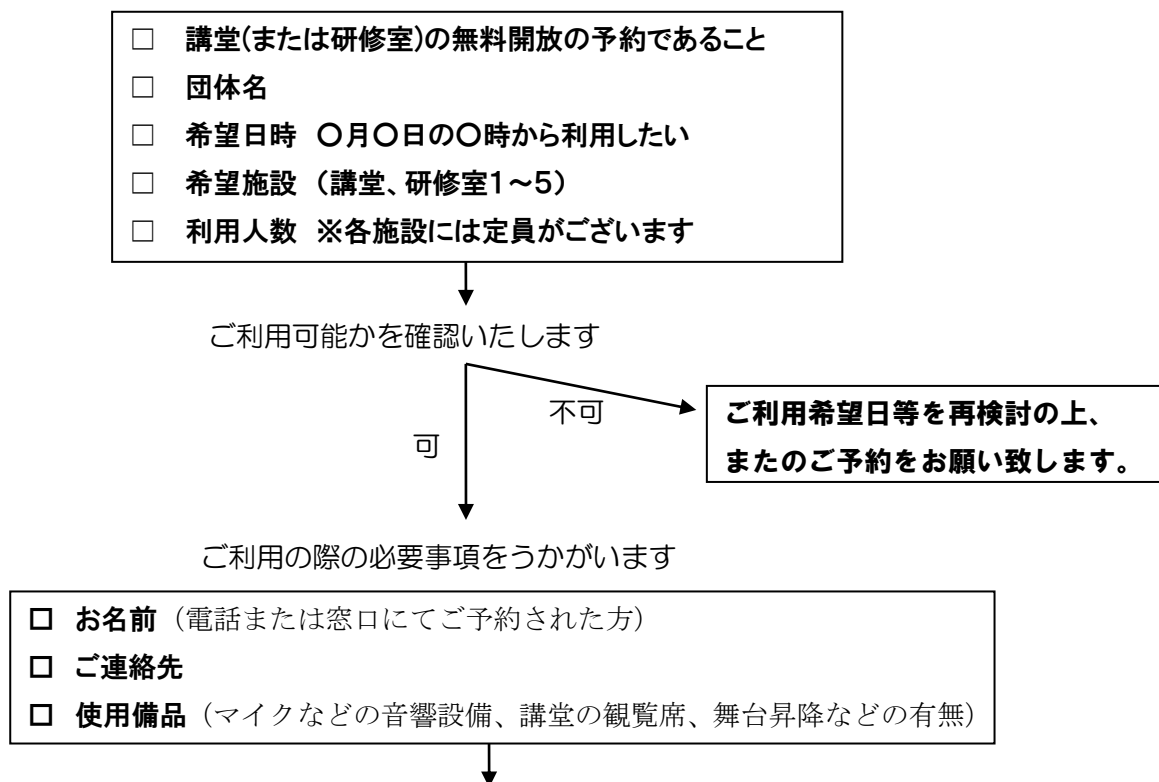 □ 講堂(または研修室)の無料開放の予約であること
□ 団体名
□ 希望日時 〇月〇日の〇時から利用したい
□ 希望施設 (講堂、研修室1~5)
□ 利用人数 ※各施設には定員がございます
ご利用可能かを確認いたします
不可
可
ご利用希望日等を再検討の上、
またのご予約をお願い致します。
ご利用の際の必要事項をうかがいます
□ お名前(電話または窓口にてご予約された方)
□ ご連絡先
□ 使用備品(マイクなどの音響設備、講堂の観覧席、舞台昇降などの有無)